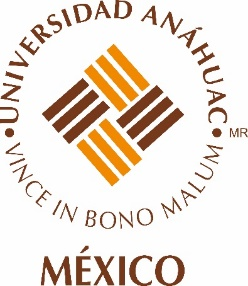 • UNIVERSIDAD ANÁHUAC •
VINCE IN BONO MALUM
MR
MÉXICO